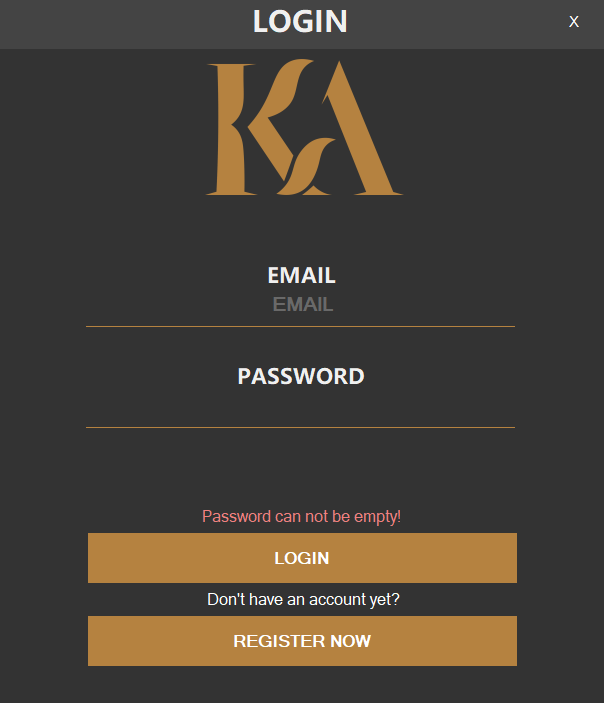 LOGIN
X
KA
EMAIL
EMAIL
PASSWORD
Password can not be empty!
LOGIN
Don't have an account yet?
REGISTER NOW